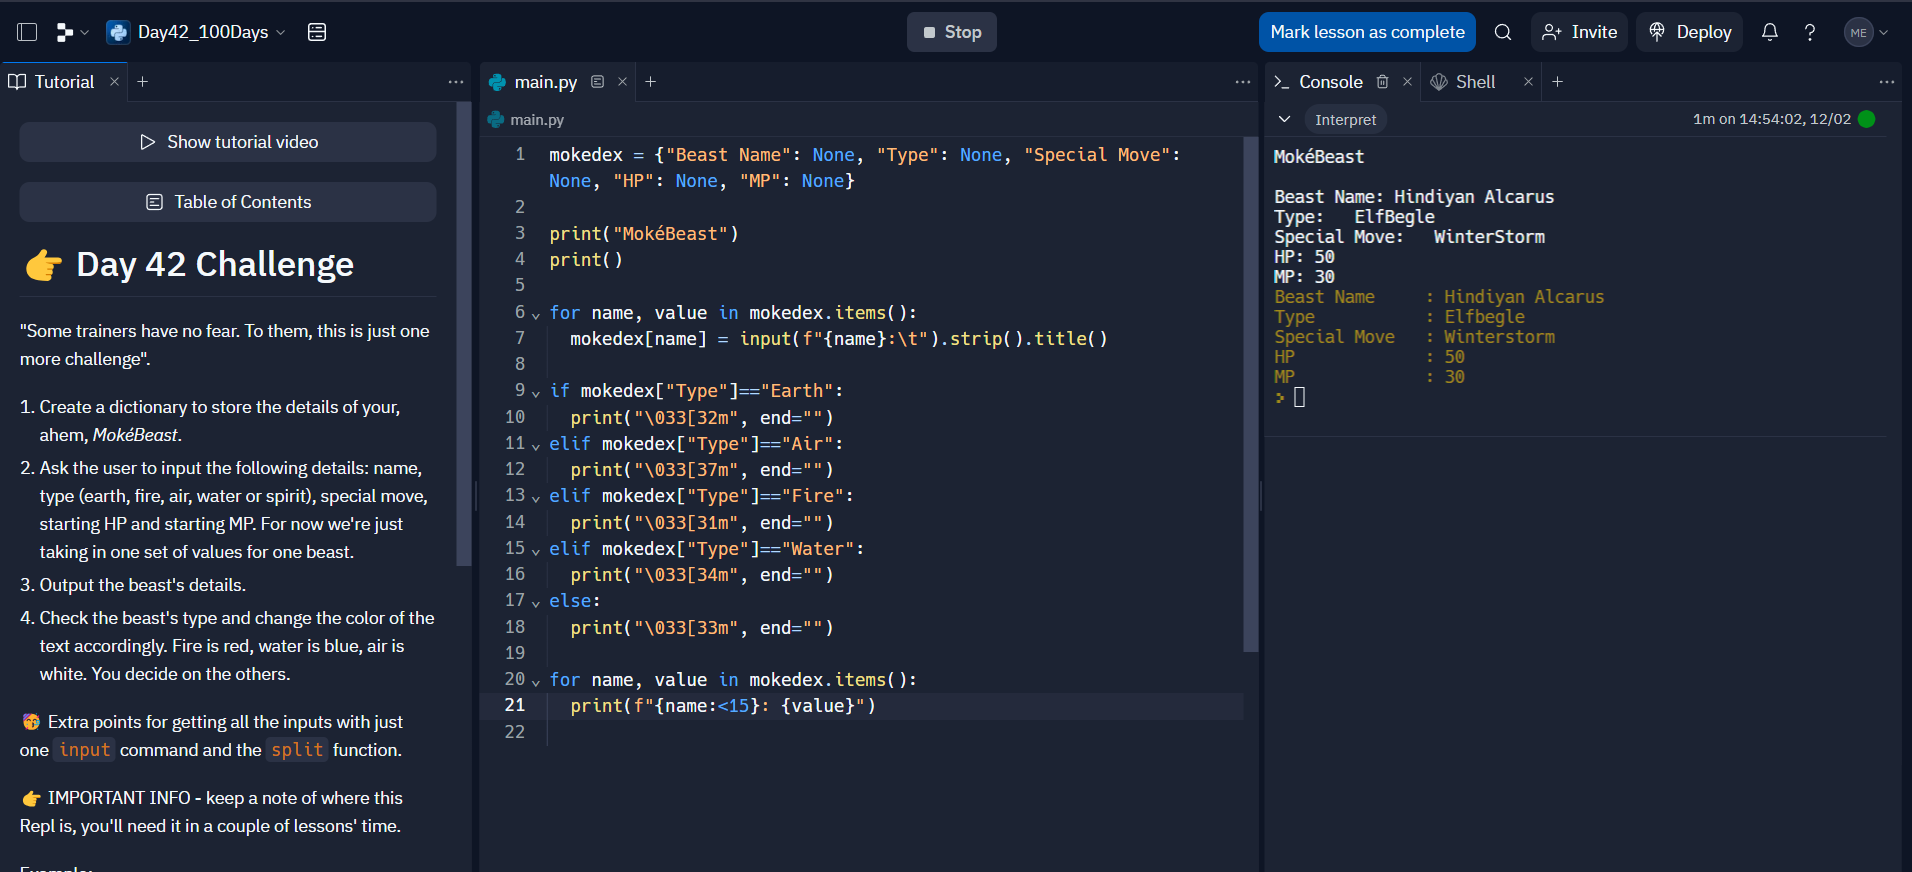 Day42_100Days
Stop
Mark lesson as complete
Invite
Deploy
ME
Tutorial
Show tutorial video
Table of Contents
👉 Day 42 Challenge
"Some trainers have no fear. To them, this is just one
more challenge".
1. Create a dictionary to store the details of your,
ahem, MokéBeast.
2. Ask the user to input the following details: name,
type (earth, fire, air, water or spirit), special move,
starting HP and starting MP. For now we're just
taking in one set of values for one beast.
3. Output the beast's details.
4. Check the beast's type and change the color of the
text accordingly. Fire is red, water is blue, air is
white. You decide on the others.
🥳 Extra points for getting all the inputs with just
one input command and the split function.
👉 IMPORTANT INFO - keep a note of where this
Repl is, you'll need it in a couple of lessons' time.
Example:
main.py
main.py
1 mokedex = {"Beast Name": None, "Type": None, "Special Move":
None, "HP": None, "MP": None}
2
3 print("MokéBeast")
4 print()
5
6 for name, value in mokedex.items():
7   mokedex[name] = input(f"{name}:\t").strip().title()
8
9 if mokedex["Type"]=="Earth":
10   print("\033[32m", end="")
11 elif mokedex["Type"]=="Air":
12   print("\033[37m", end="")
13 elif mokedex["Type"]=="Fire":
14   print("\033[31m", end="")
15 elif mokedex["Type"]=="Water":
16   print("\033[34m", end="")
17 else:
18   print("\033[33m", end="")
19
20 for name, value in mokedex.items():
21   print(f"{name:<15}: {value}")
22
Console
Shell
Interpret
1m on 14:54:02, 12/02
MokéBeast
Beast Name: Hindiyan Alcarus
Type:   ElfBegle
Special Move:   WinterStorm
HP: 50
MP: 30
Beast Name     : Hindiyan Alcarus
Type           : Elfbegle
Special Move   : Winterstorm
HP             : 50
MP             : 30